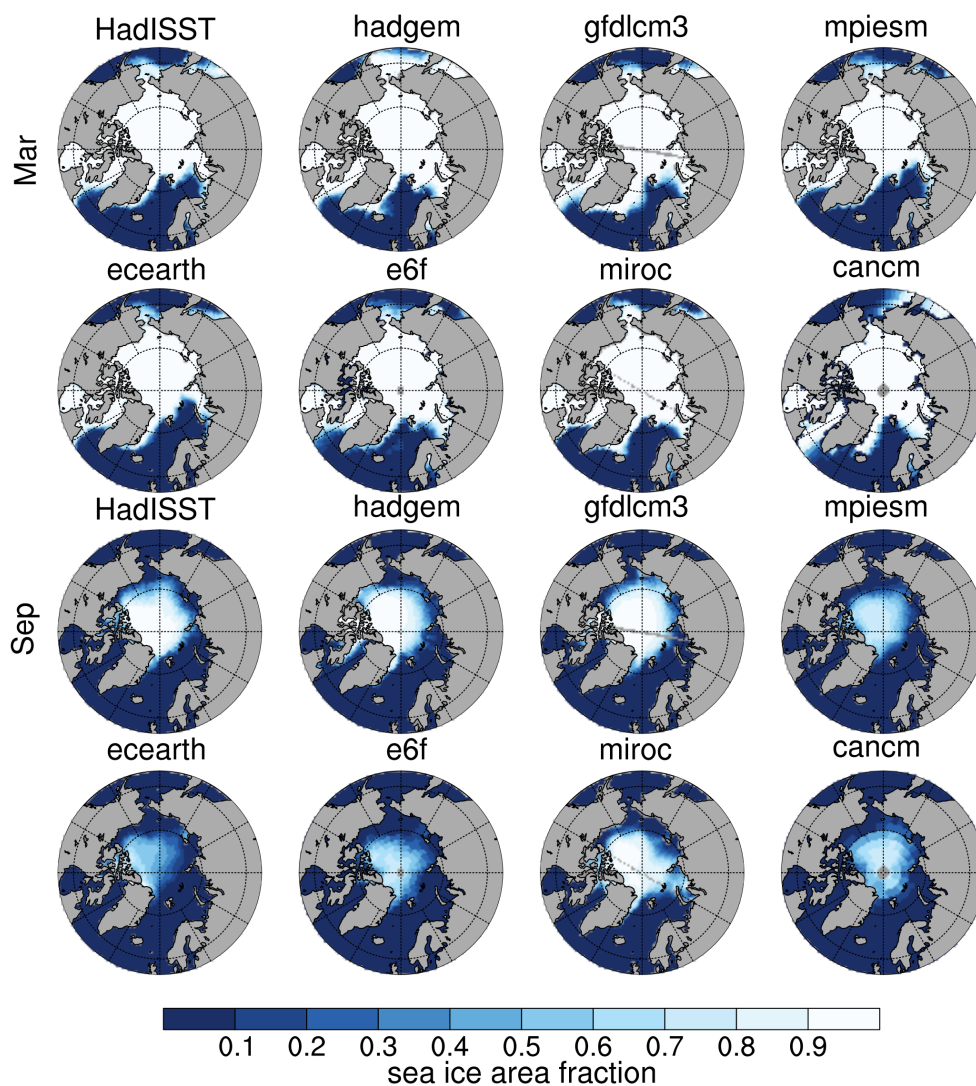 HadISST hadgem gfdlcm3 mpiesm
Mar
ecearth e6f miroc cancm
HadISST hadgem gfdlcm3 mpiesm
Sep
ecearth e6f miroc cancm
0.1 0.2 0.3 0.4 0.5 0.6 0.7 0.8 0.9
sea ice area fraction